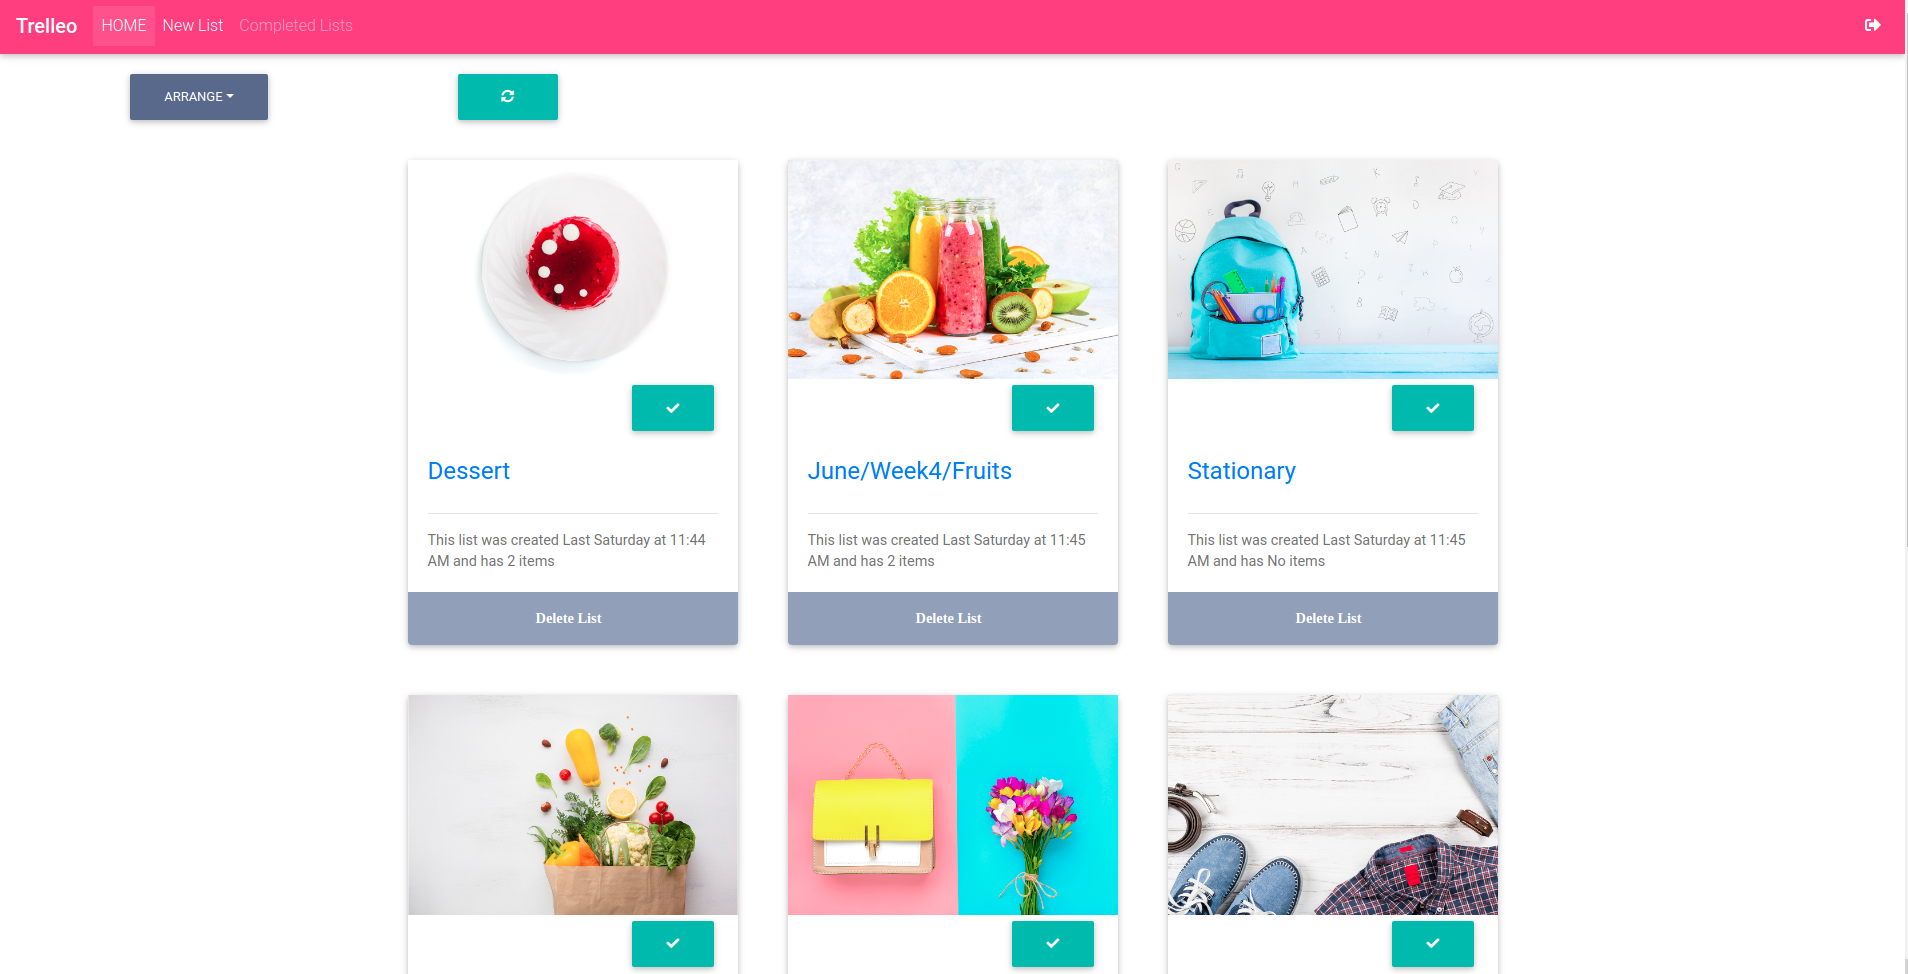 Trelleo HOME New List Completed Lists
ARRANGE
Dessert
This list was created Last Saturday at 11:44
AM and has 2 items
Delete List
June/Week4/Fruits
This list was created Last Saturday at 11:45
AM and has 2 items
Delete List
Stationary
This list was created Last Saturday at 11:45
AM and has No items
Delete List